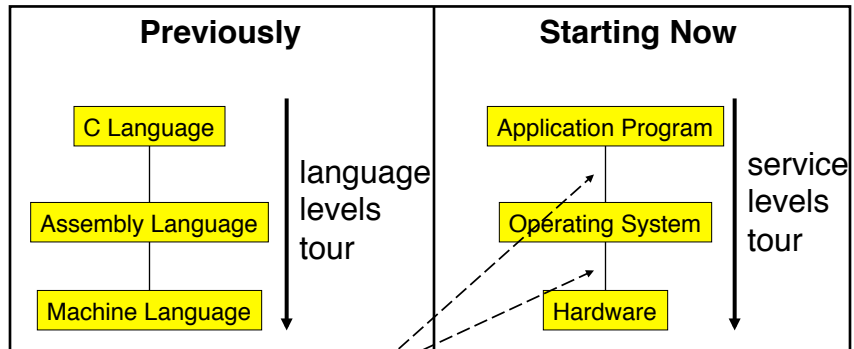 Previously
C Language
Assembly Language
Machine Language
language
levels
tour
Starting Now
Application Program
Operating System
Hardware
service
levels
tour